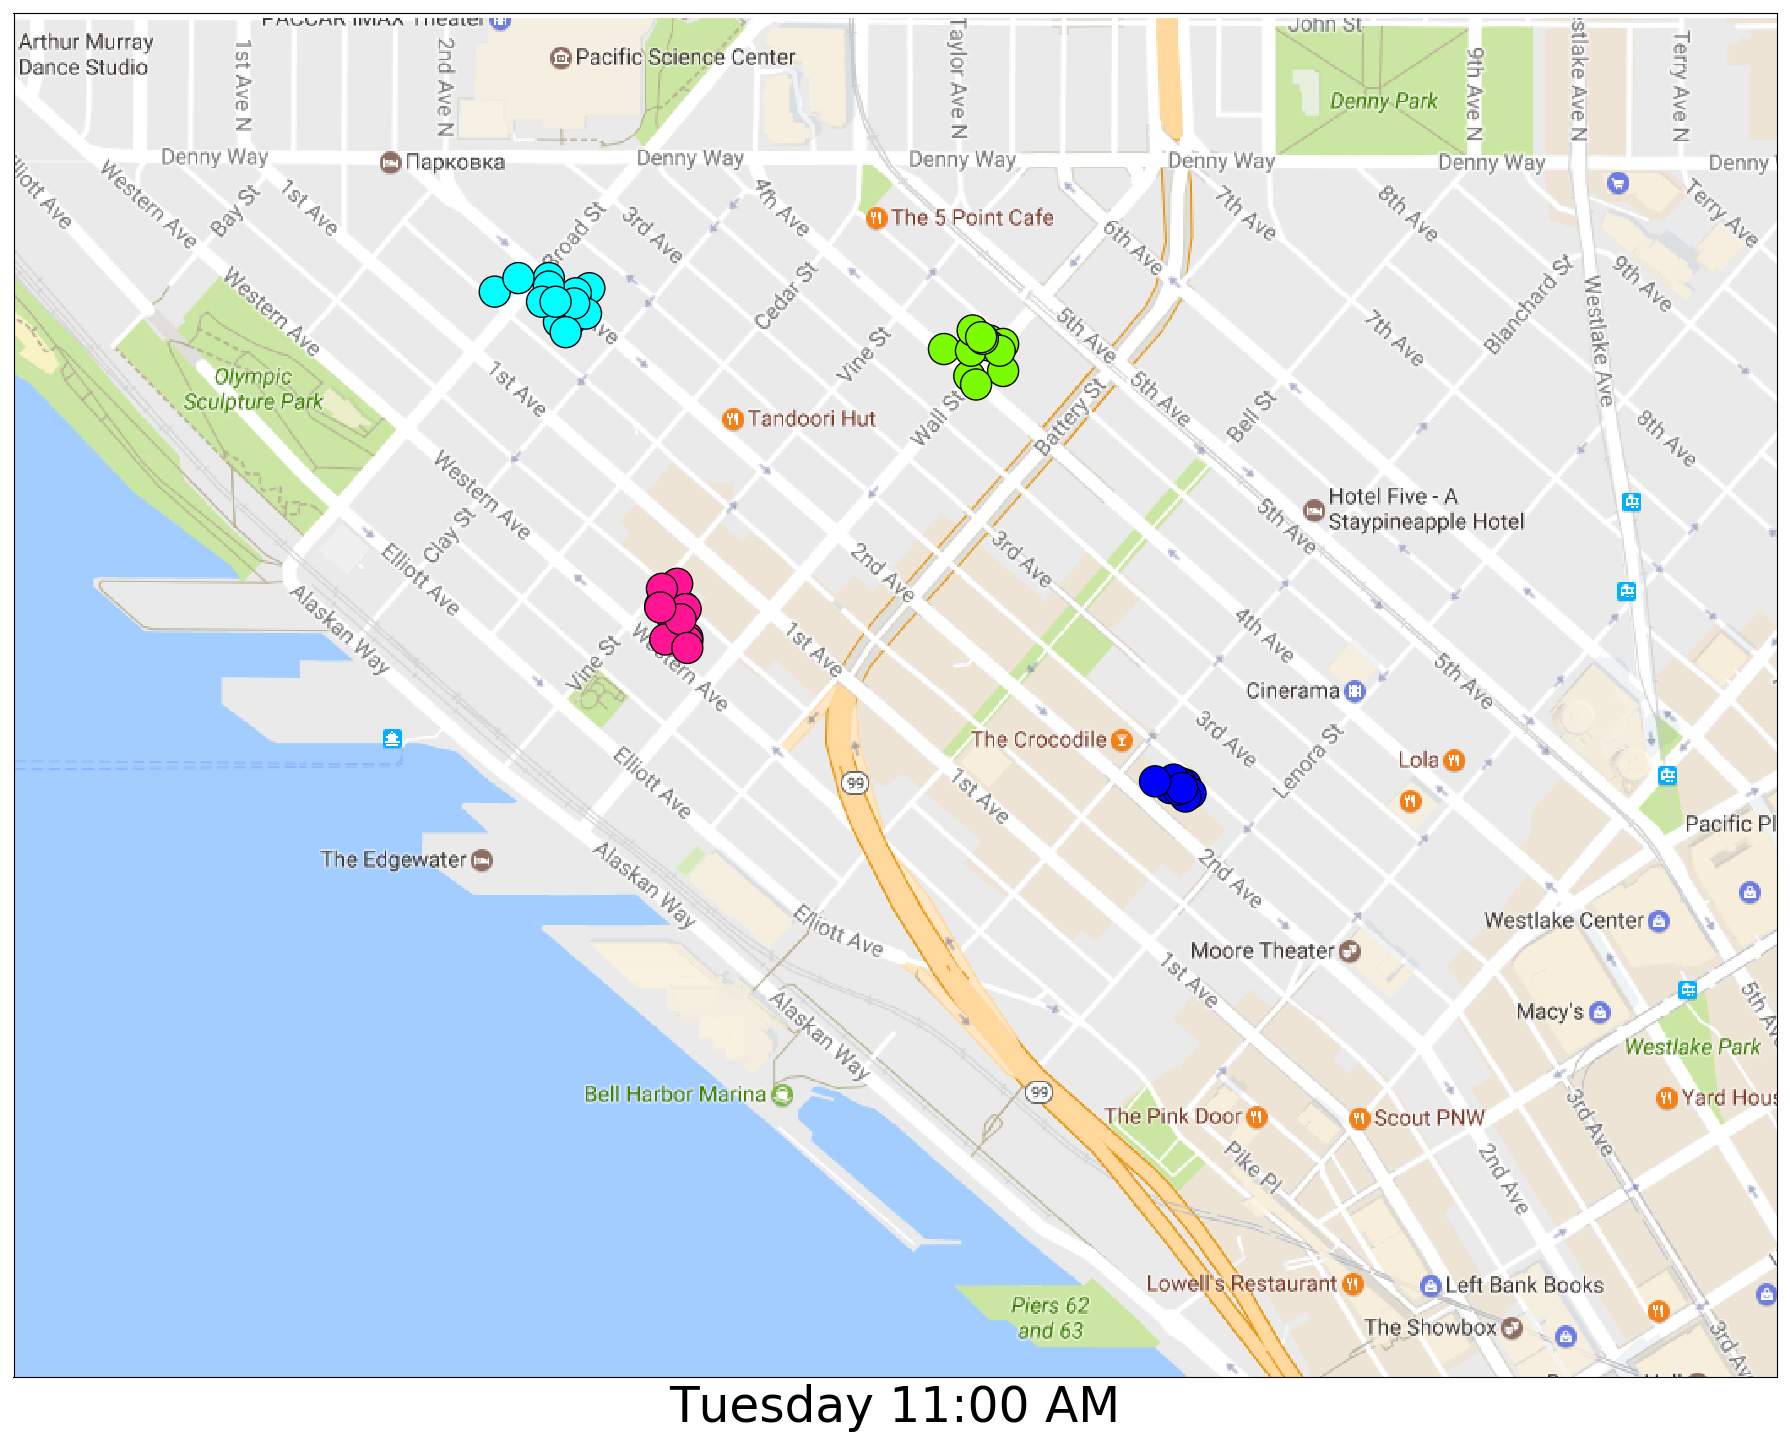 PACCAR IMAX Theater
John St
Arthur Murray
Dance Studio
1st Ave N
2nd Ave N
Pacific Science Center
Taylor Ave N
Denny Park
9th Ave N
Westlake Ave N
Terry Ave N
Denny Way
Парковка
Denny Way
Denny Way
Denny Way
Denny Way
Denny
Elliott Ave
Western Ave
Bay St
1st Ave
Broad St
3rd Ave
4th Ave
The 5 Point Cafe
6th Ave
7th Ave
8th Ave
Terry Ave
9th Ave
Western Ave
Cedar St
Vine St
5th Ave
7th Ave
Blanchard St
Westlake Ave
Ave
Olympic
Sculpture Park
1st Ave
Tandoori Hut
Wall St
Battery St
5th Ave
Bell St
8th Ave
Western Ave
Clay St
Elliott Ave
Hotel Five - A
Staypineapple Hotel
5th Ave
2nd Ave
3rd Ave
Alaskan Way
Vine St
Western Ave
1st Ave
4th Ave
5th Ave
Cinerama
3rd Ave
Lenora St
The Crocodile
Lola
Elliott Ave
99
1st Ave
Pacific Pl
The Edgewater
Alaskan Way
2nd Ave
Elliott Ave
Westlake Center
Moore Theater
1st Ave
Macy's
5th Ave
Alaskan Way
Westlake Park
Bell Harbor Marina
99
The Pink Door
Scout PNW
3rd Ave
Yard Hous
Pike Pl
2nd Ave
Lowell's Restaurant
Left Bank Books
Piers 62
and 63
The Showbox
3rd Ave
Tuesday 11:00 AM